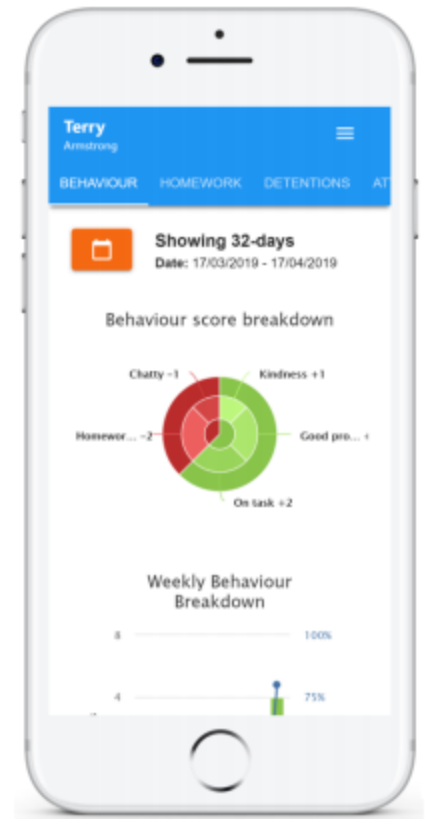 Terry
Armstrong
BEHAVIOUR HOMEWORK DETENTIONS AT
Showing 32-days
Date: 17/03/2019 - 17/04/2019
Behaviour score breakdown
Chatty -1 Kindness +1
Homewor... -2 Good pro... +
On task +2
Weekly Behaviour
Breakdown
8 100%
4 75%